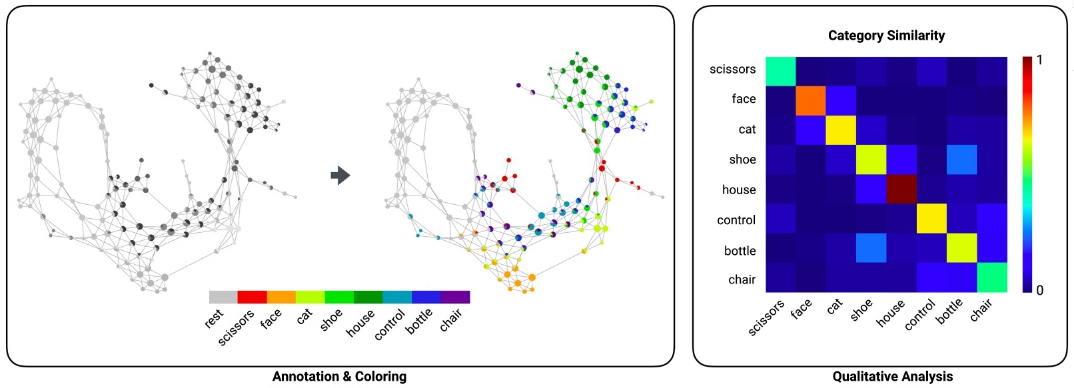 rest
scissors
face
cat
shoe
house
control
bottle
chair
Annotation & Coloring
Category Similarity
scissors
face
cat
shoe
house
control
bottle
chair
scissors
face
cat
shoe
house
control
bottle
chair
1
0
Qualitative Analysis